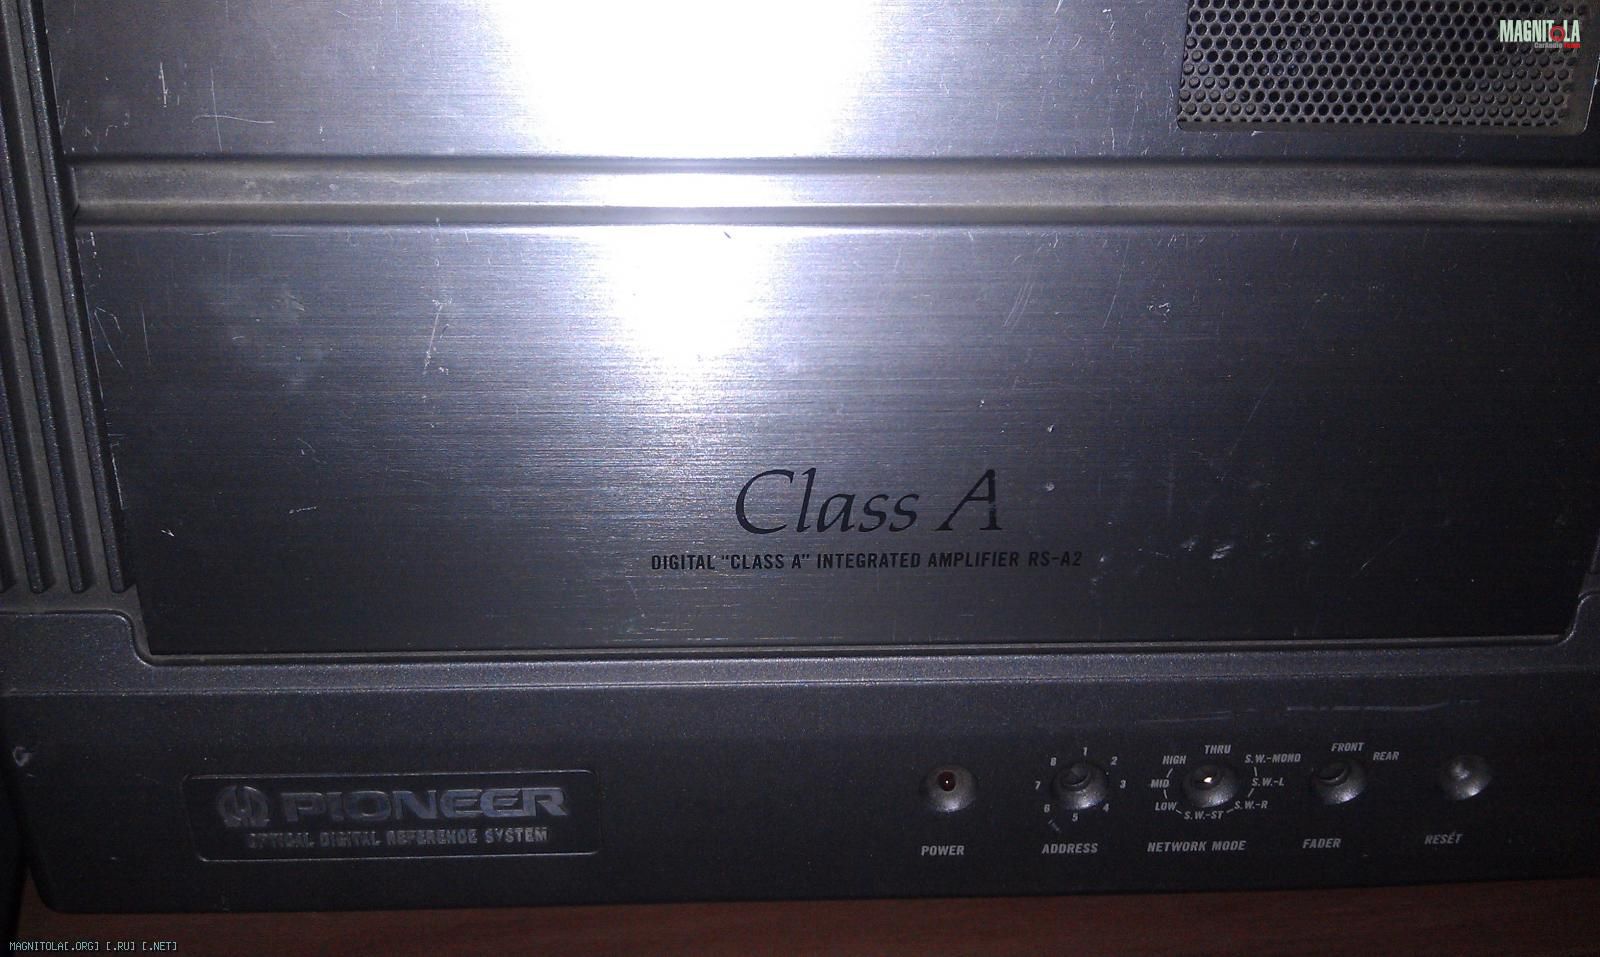 MAGNITOLA
CarAudio Team
Class A
DIGITAL "CLASS A" INTEGRATED AMPLIFIER RS-A2
PIONEER
OPTICAL DIGITAL REFERENCE SYSTEM
POWER
1
2
3
4
5
6
7
8
ADDRESS
THRU
S.W.-MONO
S.W.-L
S.W.-R
S.W.-ST
LOW
MID
HIGH
NETWORK MODE
FRONT
REAR
FADER
RESET
MAGNITOLA[.ORG] [.RU] [.NET]